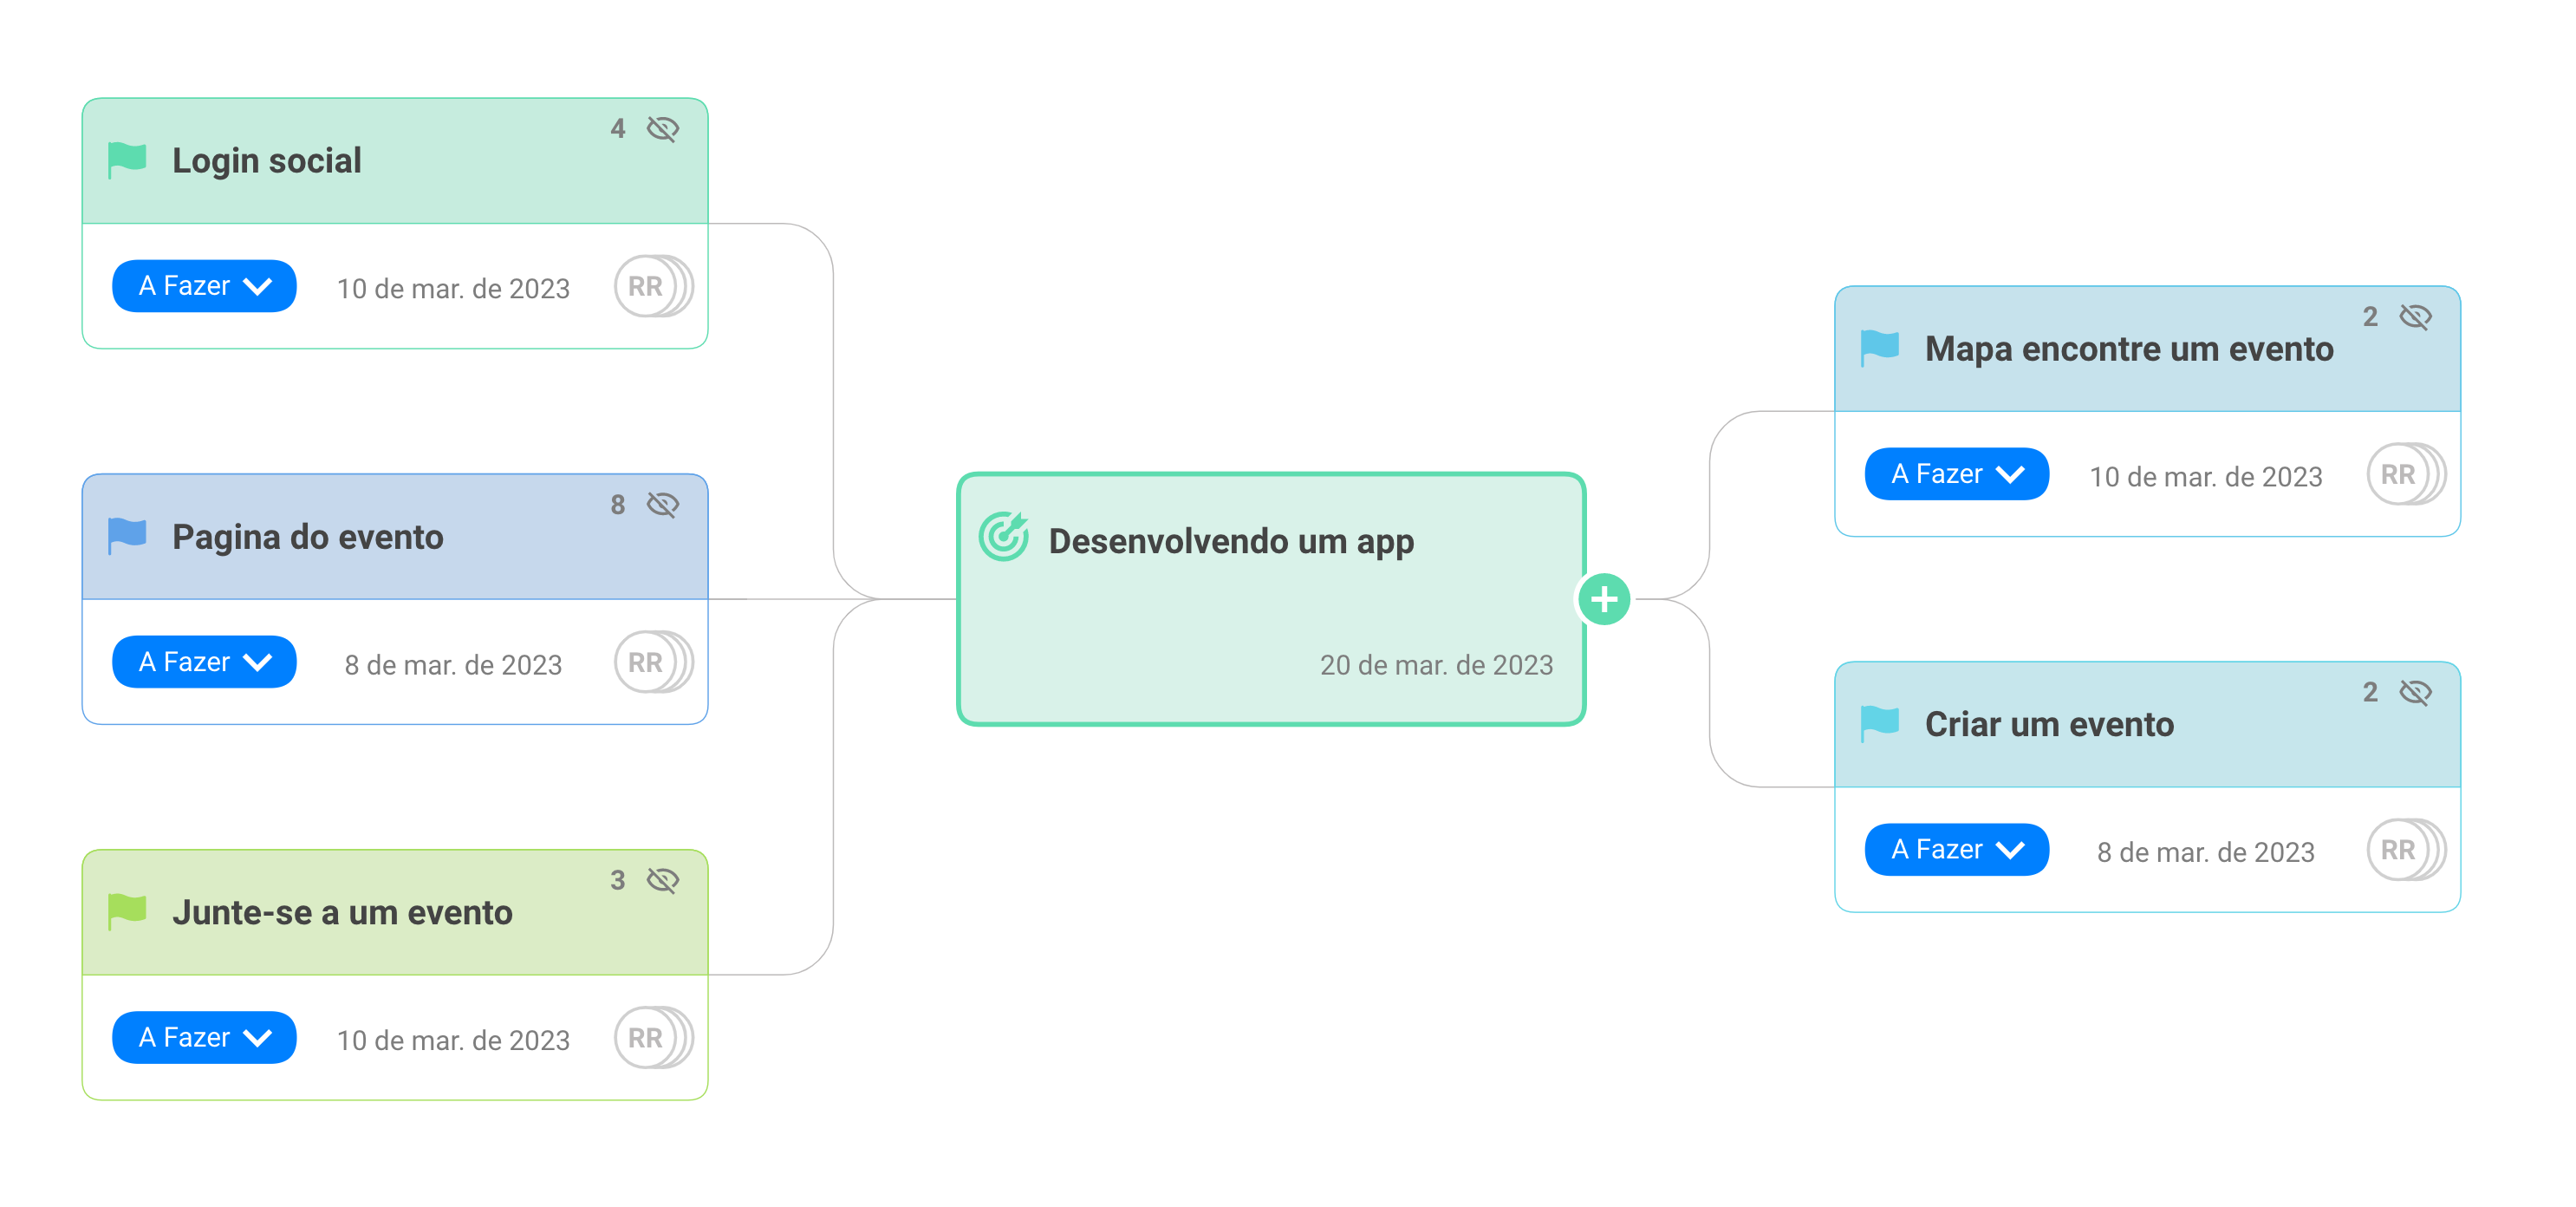 4
Login social
A Fazer
10 de mar. de 2023
RR
8
Pagina do evento
A Fazer
8 de mar. de 2023
RR
3
Junte-se a um evento
A Fazer
10 de mar. de 2023
RR
Desenvolvendo um app
20 de mar. de 2023
2
Mapa encontre um evento
A Fazer
10 de mar. de 2023
RR
2
Criar um evento
A Fazer
8 de mar. de 2023
RR